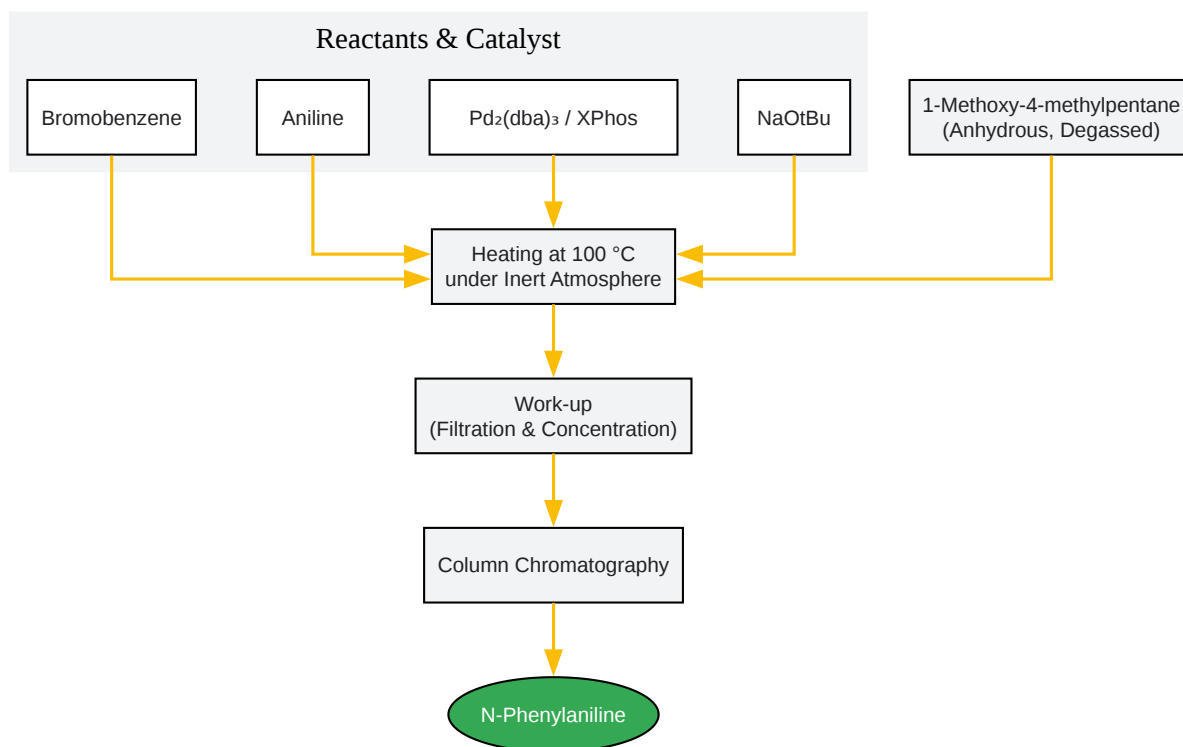 Reactants & Catalyst
Bromobenzene
Aniline
Pd₂(dba)₃ / XPhos
NaOtBu
1-Methoxy-4-methylpentane
(Anhydrous, Degassed)
Heating at 100 °C
under Inert Atmosphere
Work-up
(Filtration & Concentration)
Column Chromatography
N-Phenylaniline